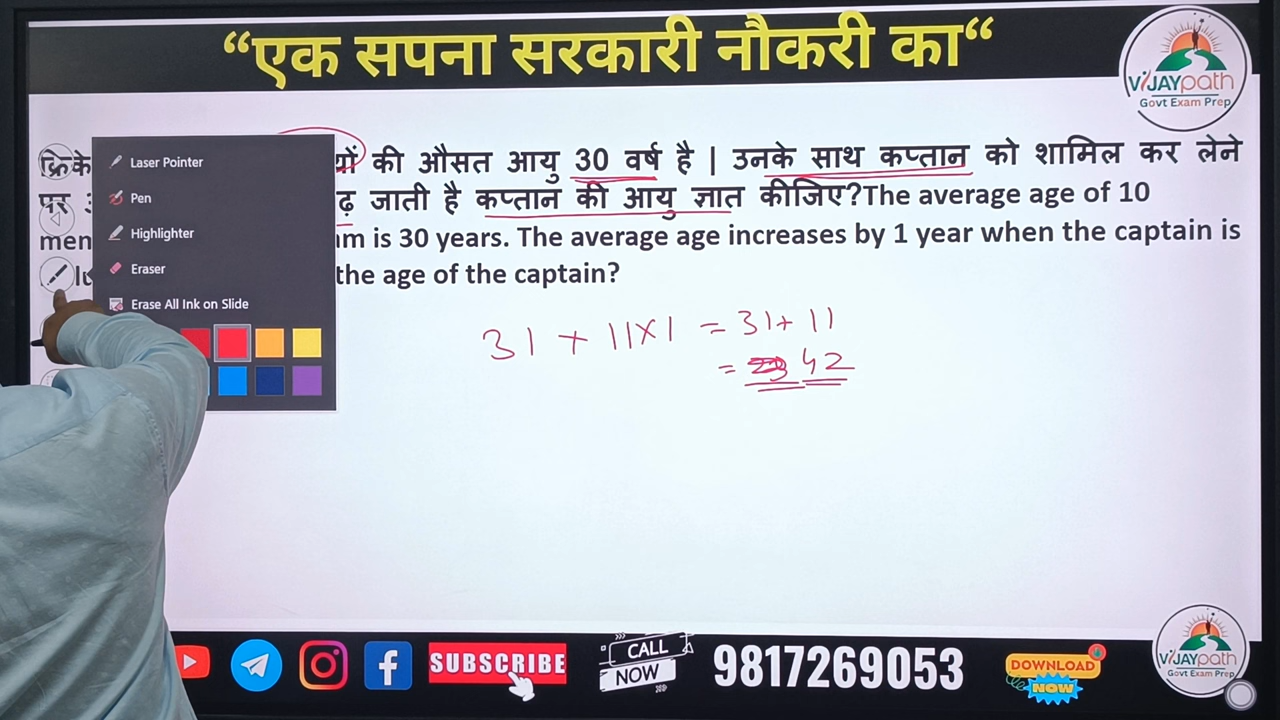 “एक सपना सरकारी नौकरी का“
VIJAYpath
Govt Exam Prep
क्रिके की औसत आयु 30 वर्ष है | उनके साथ कप्तान को शामिल कर लेने
पर जाती है कप्तान की आयु ज्ञात कीजिए?The average age of 10
men is 30 years. The average age increases by 1 year when the captain is
the age of the captain?
Laser Pointer
Pen
Highlighter
Eraser
Erase All Ink on Slide
31 + 11X1 = 31+ 11
= 42
SUBSCRIBE
CALL
NOW
9817269053
DOWNLOAD
NOW
VIJAYpath
Govt Exam Prep